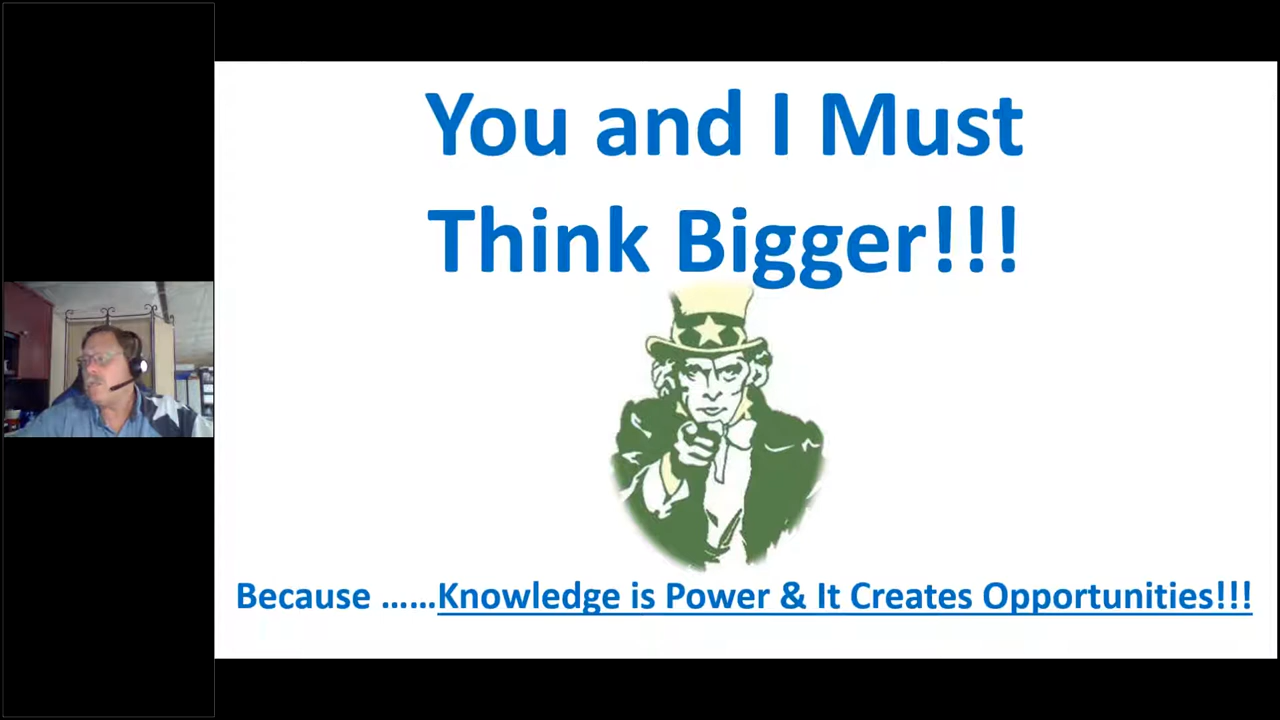 You and I Must
Think Bigger!!!
Because ......Knowledge is Power & It Creates Opportunities!!!